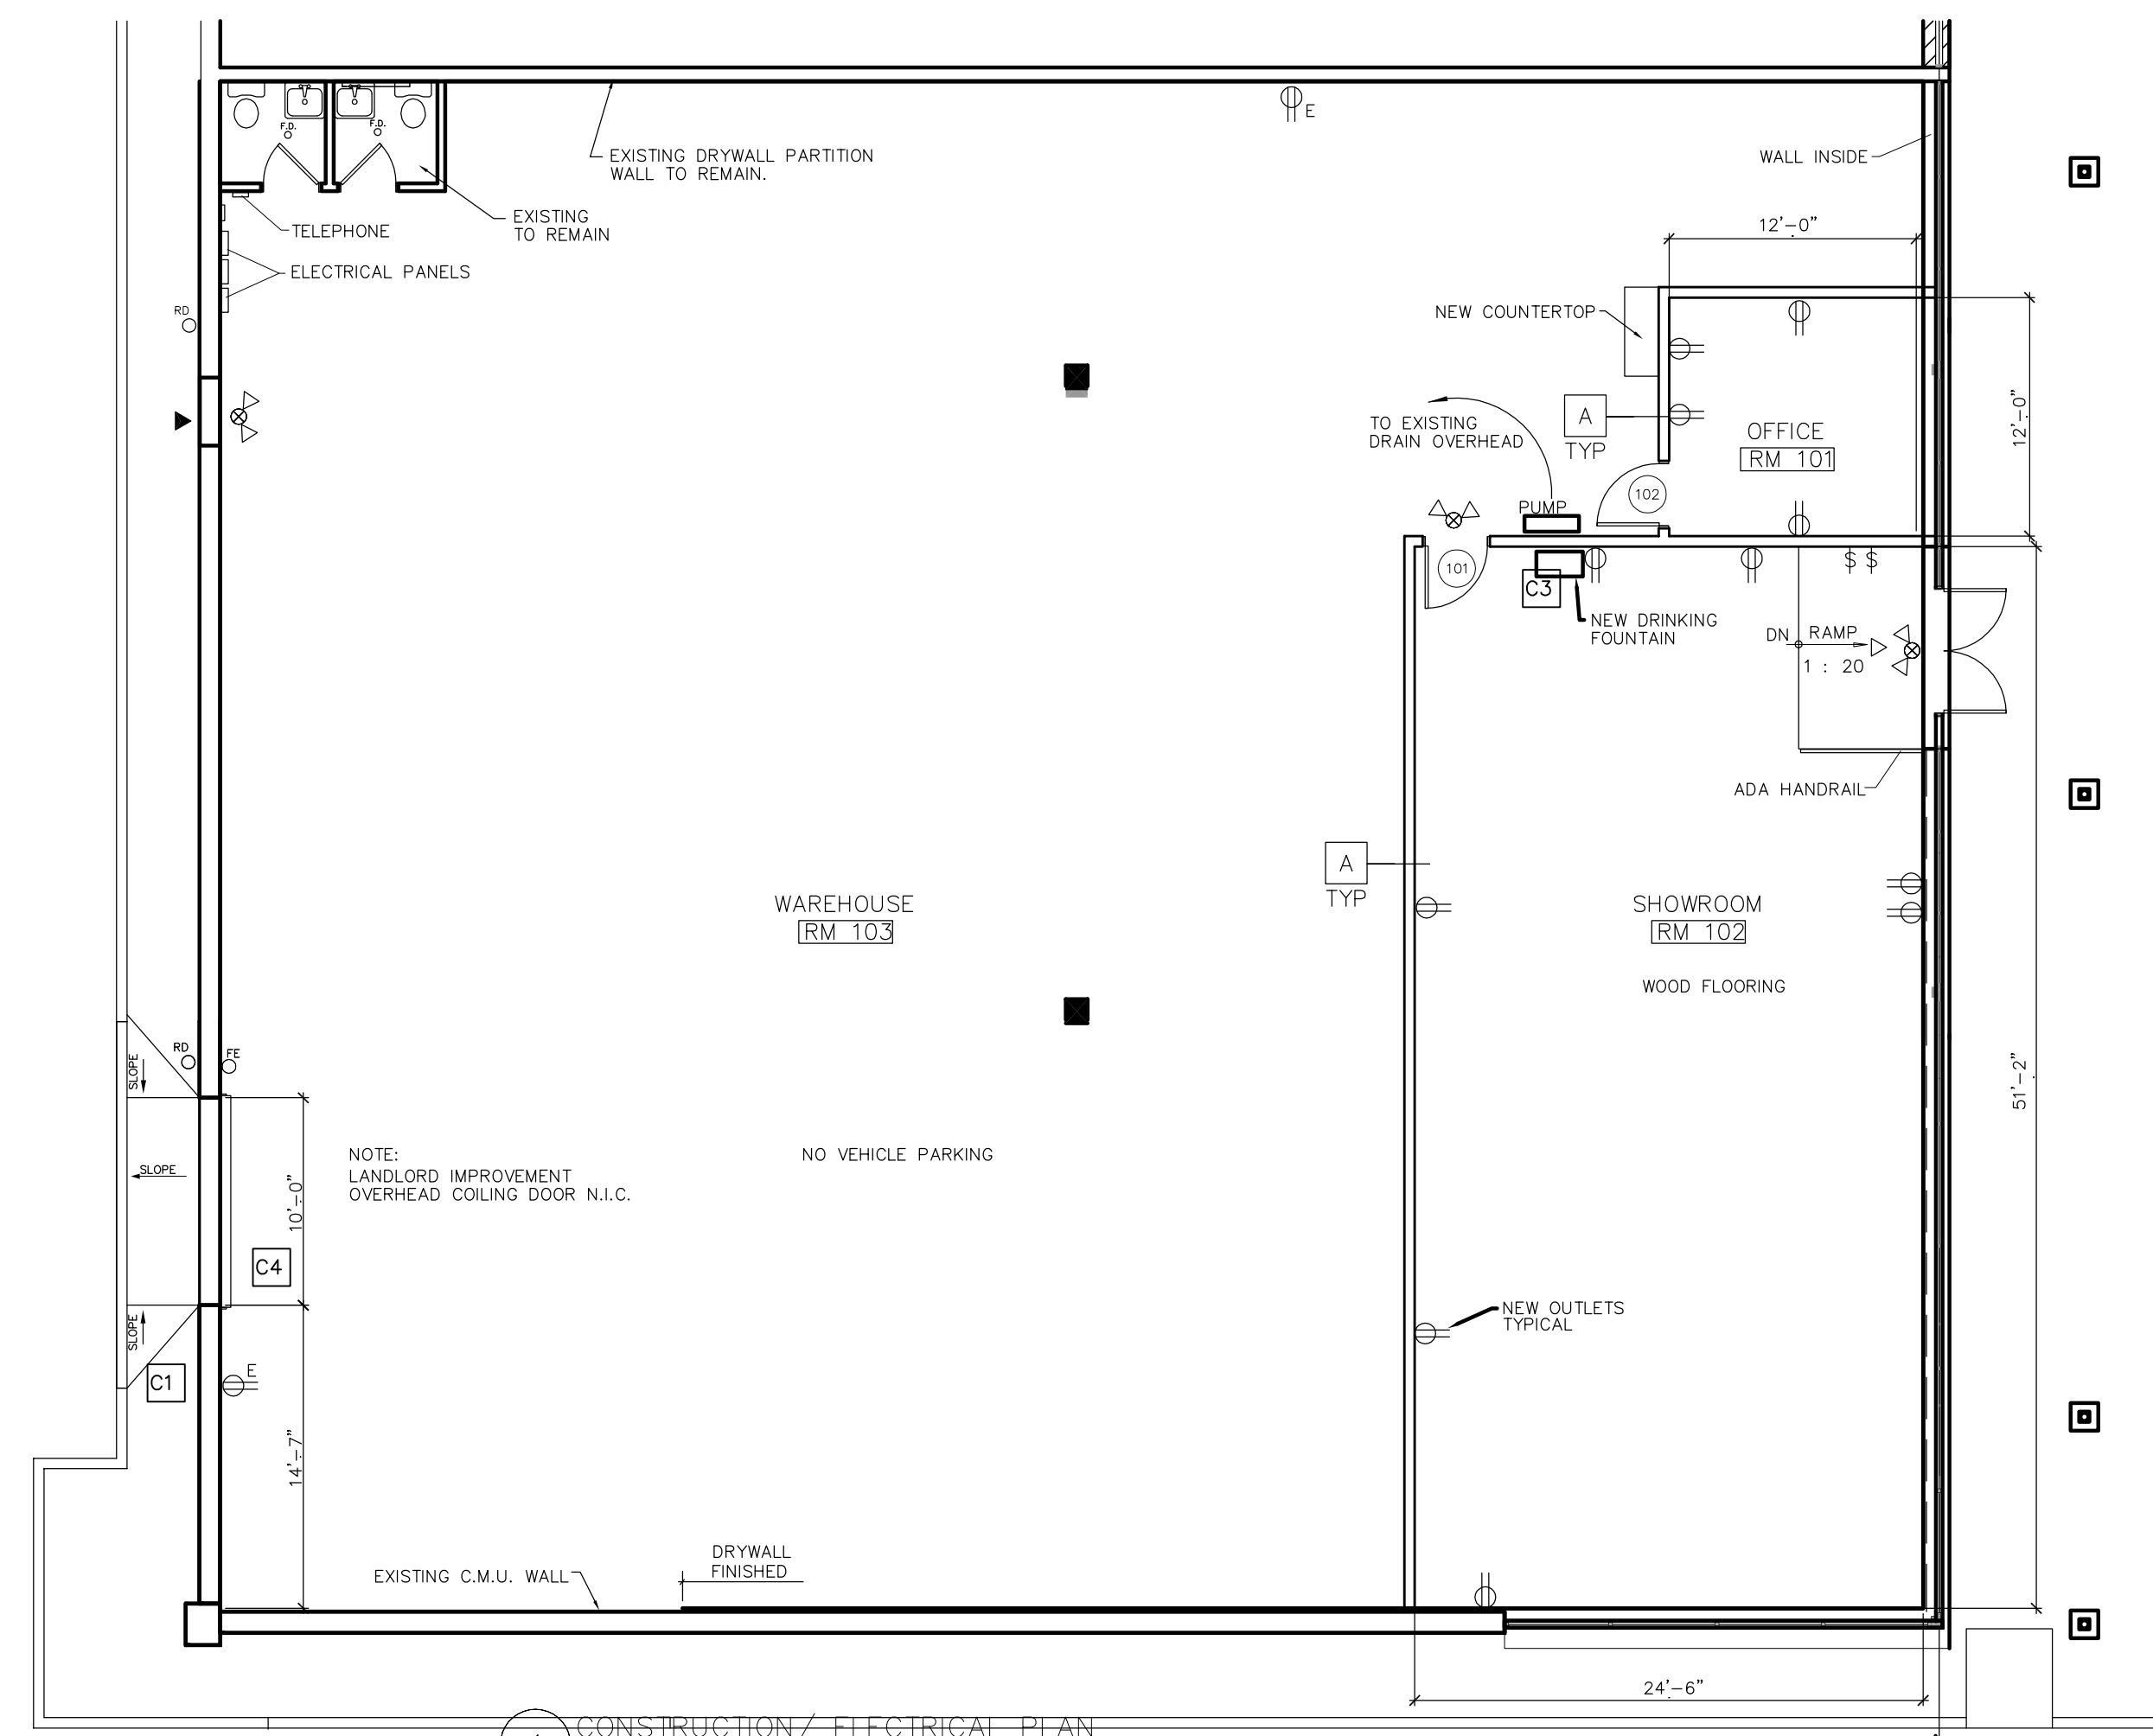 F.D.
F.D.
E
EXISTING DRYWALL PARTITION
WALL TO REMAIN.
WALL INSIDE
EXISTING
TO REMAIN
TELEPHONE
12'-0"
ELECTRICAL PANELS
RD
NEW COUNTERTOP
12'-0"
A
TYP
TO EXISTING
DRAIN OVERHEAD
OFFICE
RM 101
102
PUMP
101
C3
$ $
NEW DRINKING
FOUNTAIN
DN
RAMP
1 : 20
ADA HANDRAIL
A
TYP
WAREHOUSE
RM 103
SHOWROOM
RM 102
WOOD FLOORING
RD
FE
SLOPE
51'-2"
NOTE:
LANDLORD IMPROVEMENT
OVERHEAD COILING DOOR N.I.C.
NO VEHICLE PARKING
SLOPE
10'-0"
C4
SLOPE
NEW OUTLETS
TYPICAL
C1
E
14'-7"
DRYWALL
FINISHED
EXISTING C.M.U. WALL
24'-6"
CONSTRUCTION/ ELECTRICAL PLAN